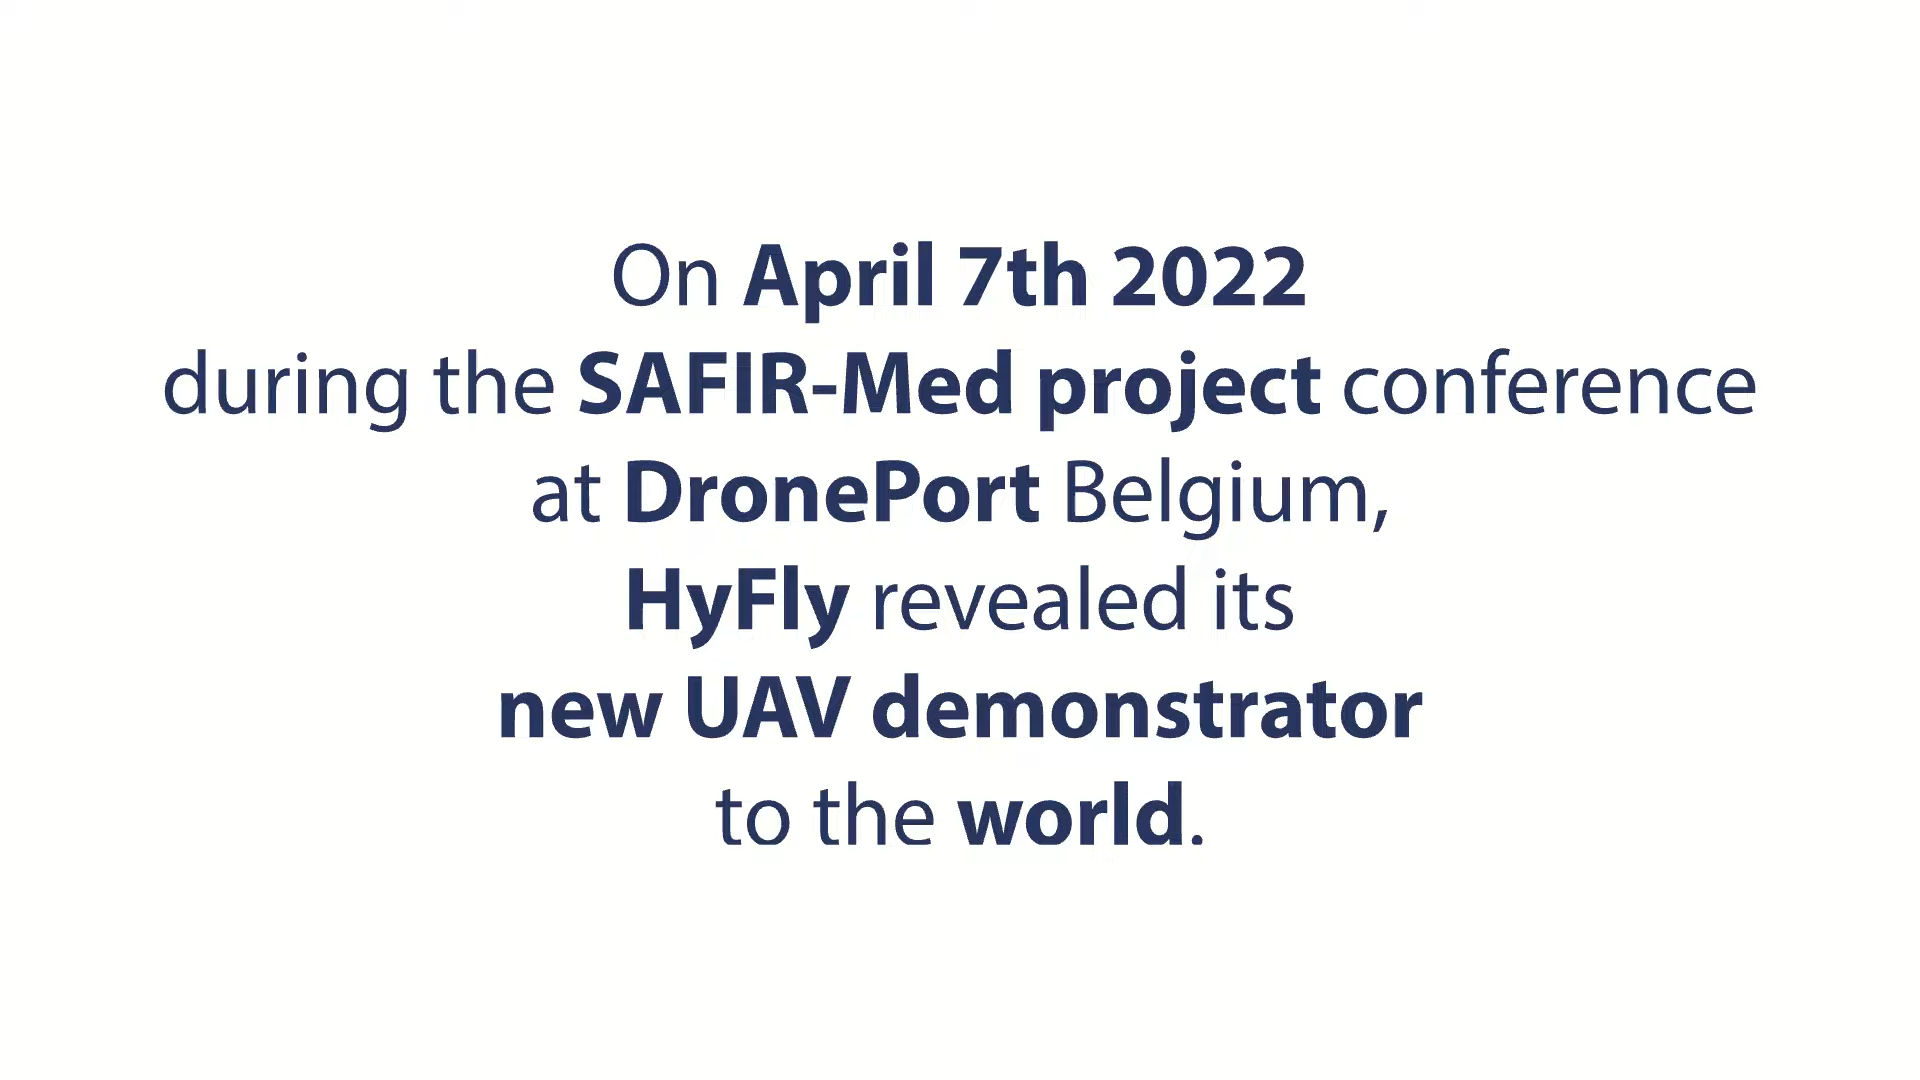 On April 7th 2022
during the SAFIR-Med project conference
at DronePort Belgium,
HyFly revealed its
new UAV demonstrator
to the world.